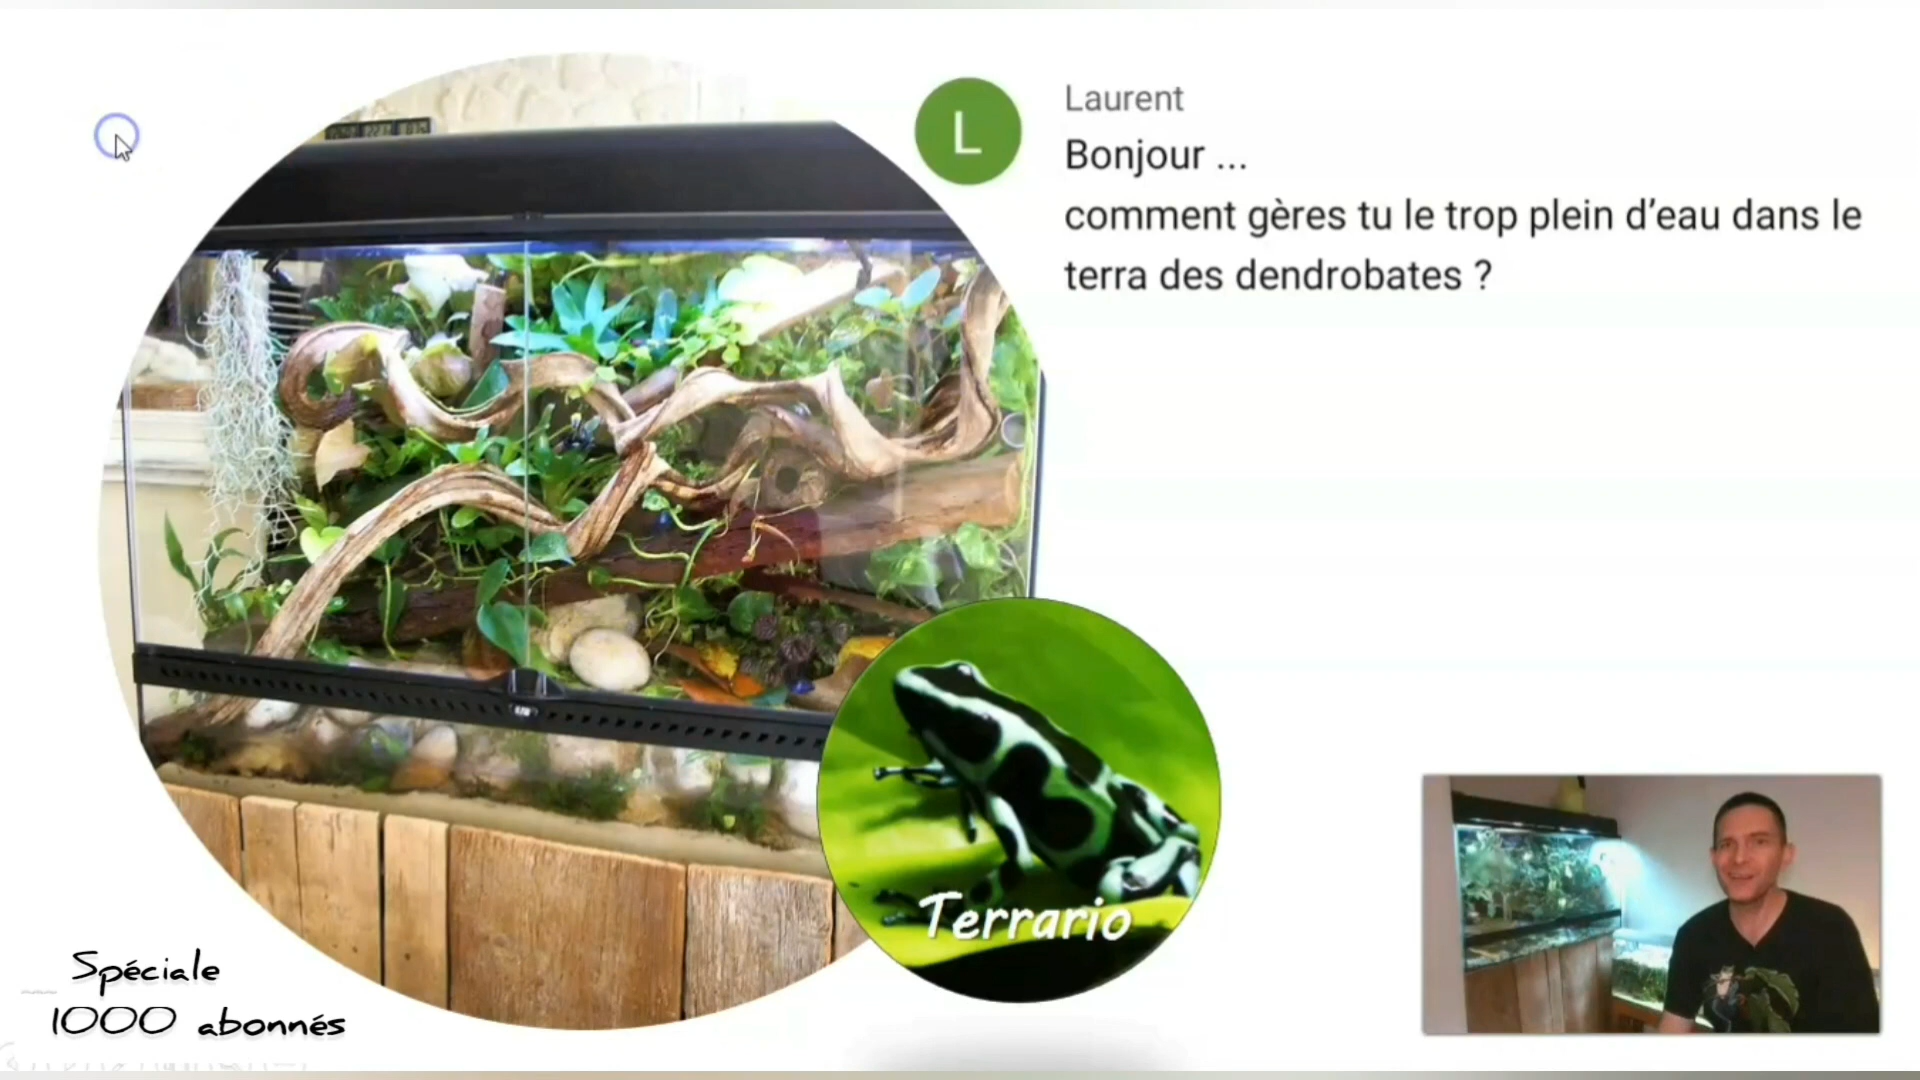 L
Laurent
Bonjour ...
comment gères tu le trop plein d’eau dans le
terra des dendrobates ?
Terrario
Spéciale
1000 abonnés